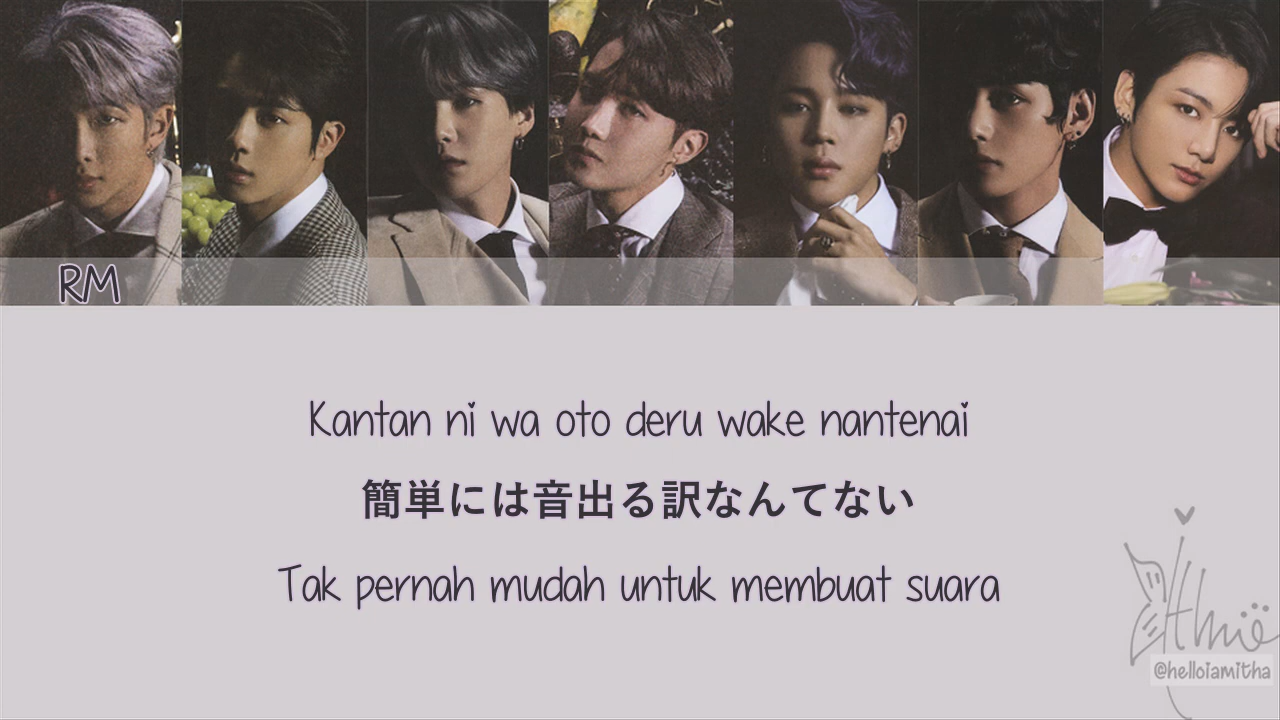 RM
Kantan ni wa oto deru wake nantenai
簡単には音出る訳なんてない
Tak pernah mudah untuk membuat suara
@helloiamitha